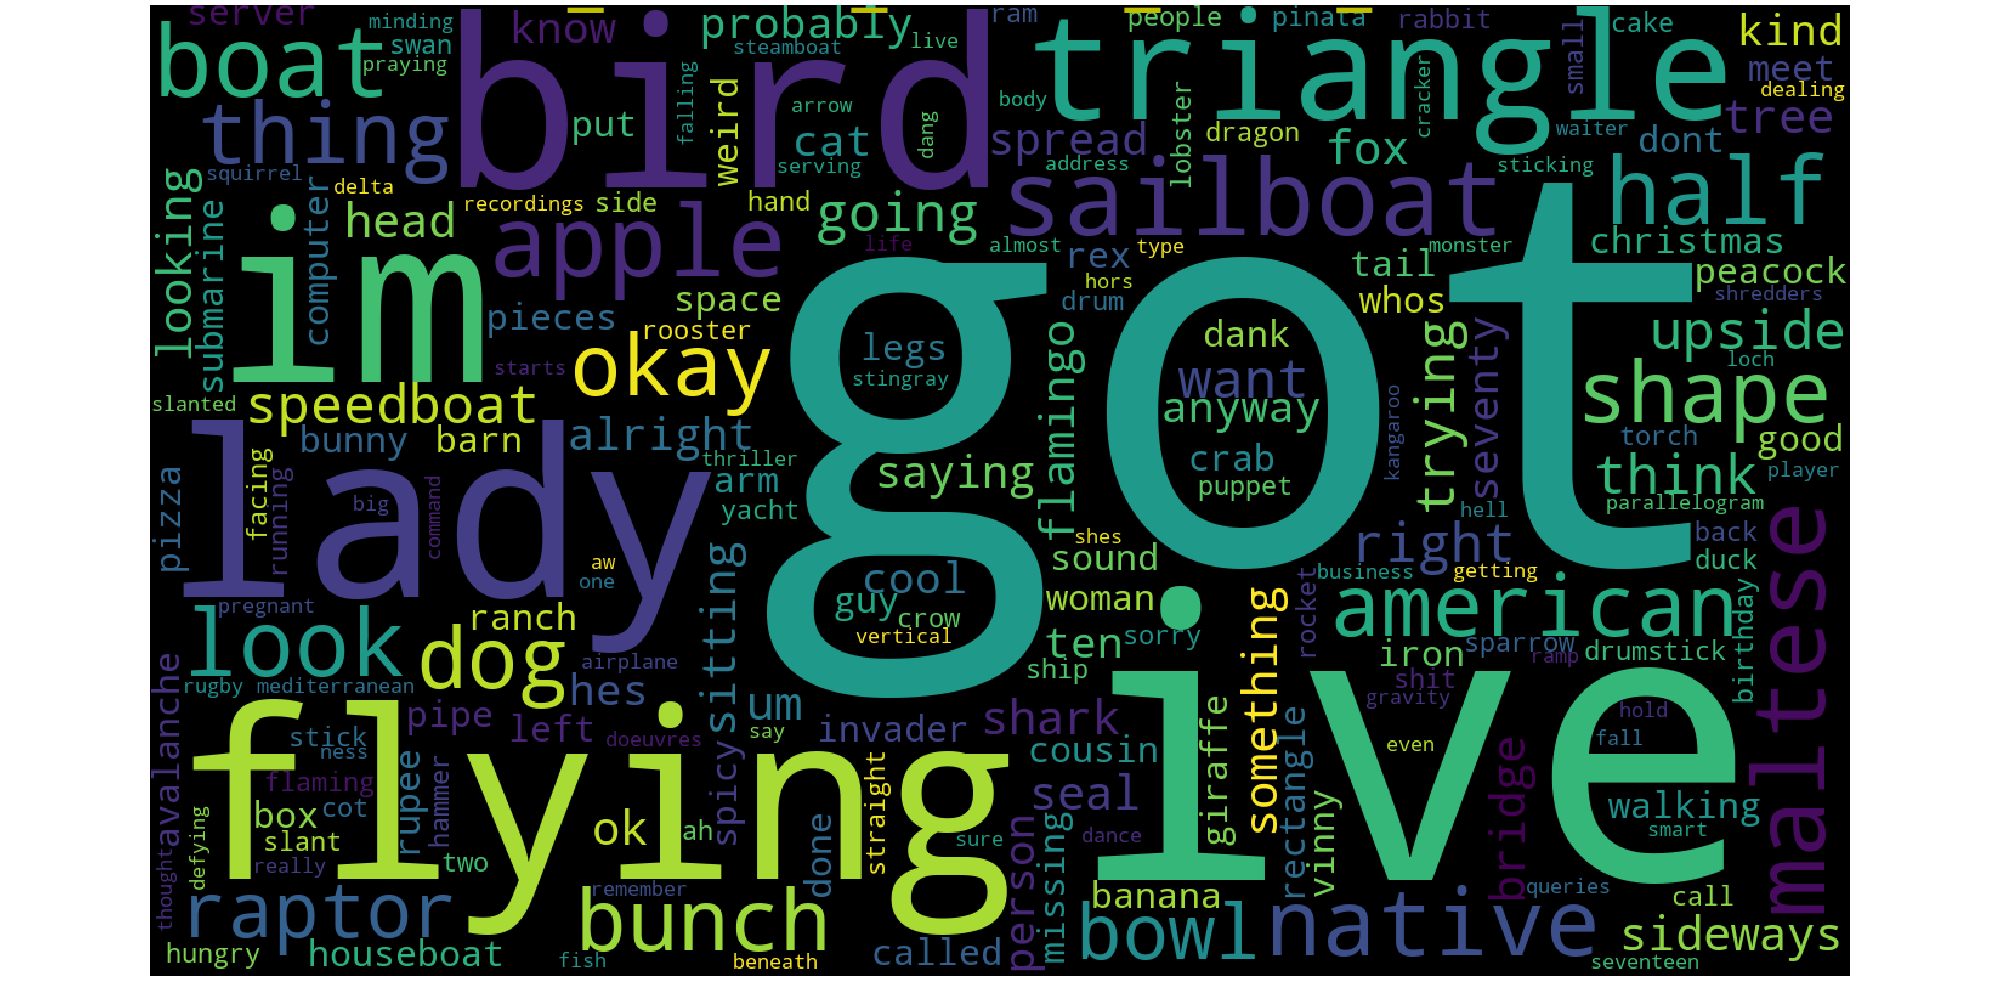 server
minding
swan
boat
praying
know
probably
steamboat
live
ram
people
pinata
rabbit
cake
kind
bird
triangle
small
meet
dealing
thing
falling
weird
put
arrow
cat
serving
dang
body
spread
address
lobster
dragon
fox
cracker
waiter
dont
tree
sticking
squirrel
delta
computer
recordings
side
hand
going
sailboat
half
looking
submarine
head
apple
life
almost
rex
type
hors
drum
tail
monster
whos
christmas
peacock
shredders
im
pieces
space
rooster
okay
starts
got
legs
stingray
dank
want
anyway
flamingo
trying
seventy
upside
loch
shape
kangaroo
slanted
speedboat
bunny
barn
alright
thriller
arm
yacht
saying
crab
puppet
torch
good
think
player
parallelogram
hell
pizza
facing
running
lady
big
command
aw
one
shes
sound
cool
guy
crow
vertical
woman
right
business
getting
back
duck
maltese
pregnant
look
ranch
dog
airplane
hes
sitting
um
ten
sorry
ship
something
rocket
american
sparrow
iron
ramp
drumstick
birthday
rugby
mediterranean
avalanche
pipe
left
doeuvres
say
invader
shark
cousin
seal
giraffe
ive
shit
gravity
hold
fall
even
bridge
walking
smart
flying
stick
ness
flaming
cot
box
slant
rupee
hammer
really
two
ok
ah
spicy
straight
done
sure
person
missing
dance
rectangle
vinny
thought
defying
raptor
remember
bunch
banana
bowl
native
queries
call
sideways
hungry
houseboat
fish
beneath
called
seventeen